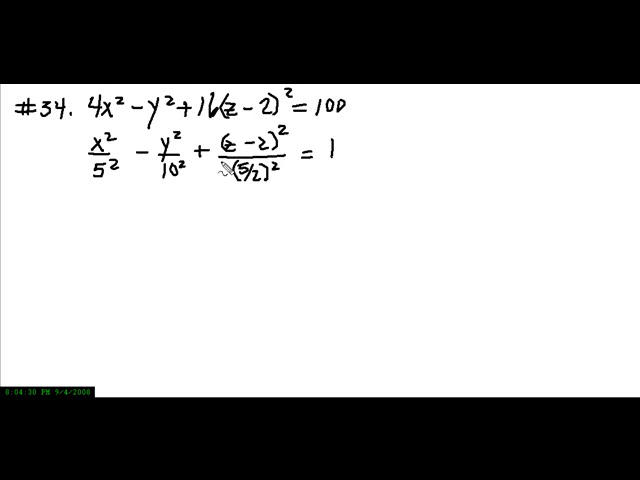 #34. 4x² - y² + 16(z - 2)² = 100
x²/5² - y²/10² + (z - 2)²/(5/2)² = 1
8:04:30 PM 9/4/2008